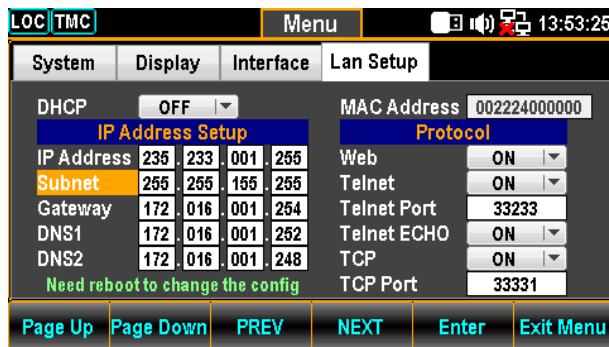 LOC TMC Menu 13:53:25
System Display Interface Lan Setup
DHCP OFF MAC Address 002224000000
IP Address Setup Protocol
IP Address 235 . 233 . 001 . 255 Web ON
Subnet 255 . 255 . 155 . 255 Telnet ON
Gateway 172 . 016 . 001 . 254 Telnet Port 33233
DNS1 172 . 016 . 001 . 252 Telnet ECHO ON
DNS2 172 . 016 . 001 . 248 TCP ON
Need reboot to change the config TCP Port 33331
Page Up Page Down PREV NEXT Enter Exit Menu